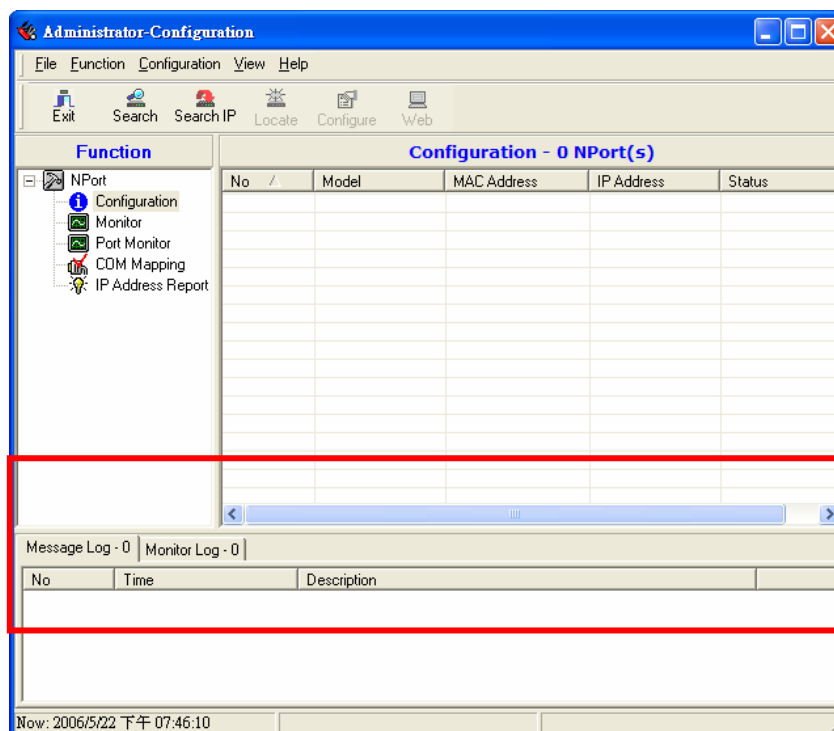 Administrator-Configuration
File Function Configuration View Help
Exit Search Search IP Locate Configure Web
Function
Configuration - 0 NPort(s)
NPort
Configuration
Monitor
Port Monitor
COM Mapping
IP Address Report
No Model MAC Address IP Address Status
Message Log - 0 Monitor Log - 0
No Time Description
Now: 2006/5/22 下午 07:46:10